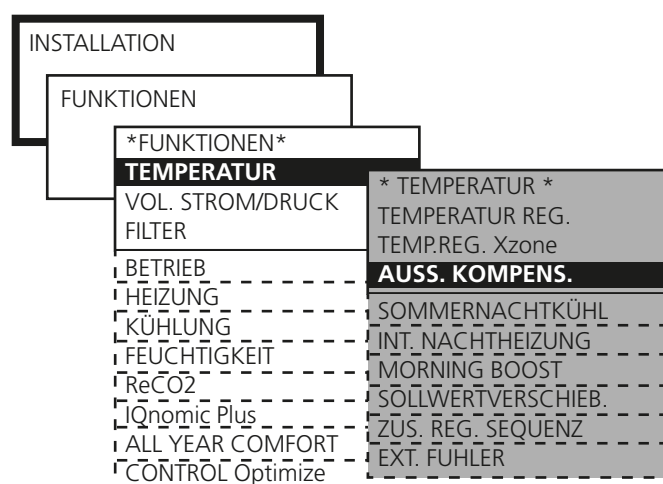 INSTALLATION
FUNKTIONEN
*FUNKTIONEN*
TEMPERATUR
VOL. STROM/DRUCK
FILTER
BETRIEB
HEIZUNG
KÜHLUNG
FEUCHTIGKEIT
ReCO2
IQnomic Plus
ALL YEAR COMFORT
CONTROL Optimize
* TEMPERATUR *
TEMPERATUR REG.
TEMP.REG. Xzone
AUSS. KOMPENS.
SOMMERNACHTKÜHL
INT. NACHTHEIZUNG
MORNING BOOST
SOLLWERTVERSCHIEB.
ZUS. REG. SEQUENZ
EXT. FUHLER